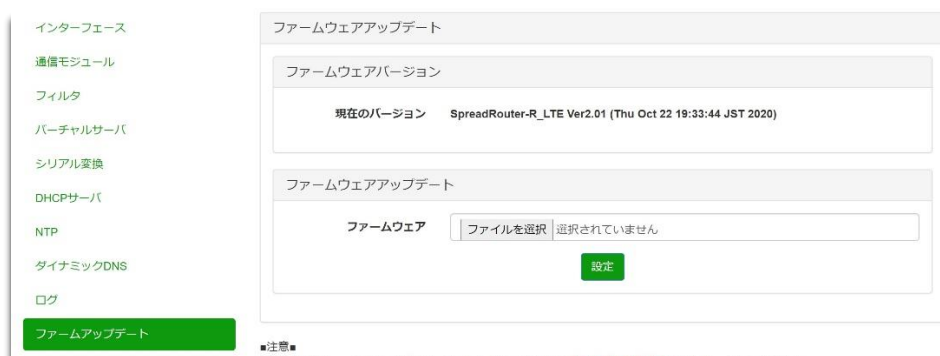 インターフェース
通信モジュール
フィルタ
バーチャルサーバ
シリアル変換
DHCPサーバ
NTP
ダイナミックDNS
ログ
ファームアップデート
ファームウェアアップデート
ファームウェアバージョン
現在のバージョン SpreadRouter-R_LTE Ver2.01 (Thu Oct 22 19:33:44 JST 2020)
ファームウェアアップデート
ファームウェア ファイルを選択 選択されていません
設定
■注意■